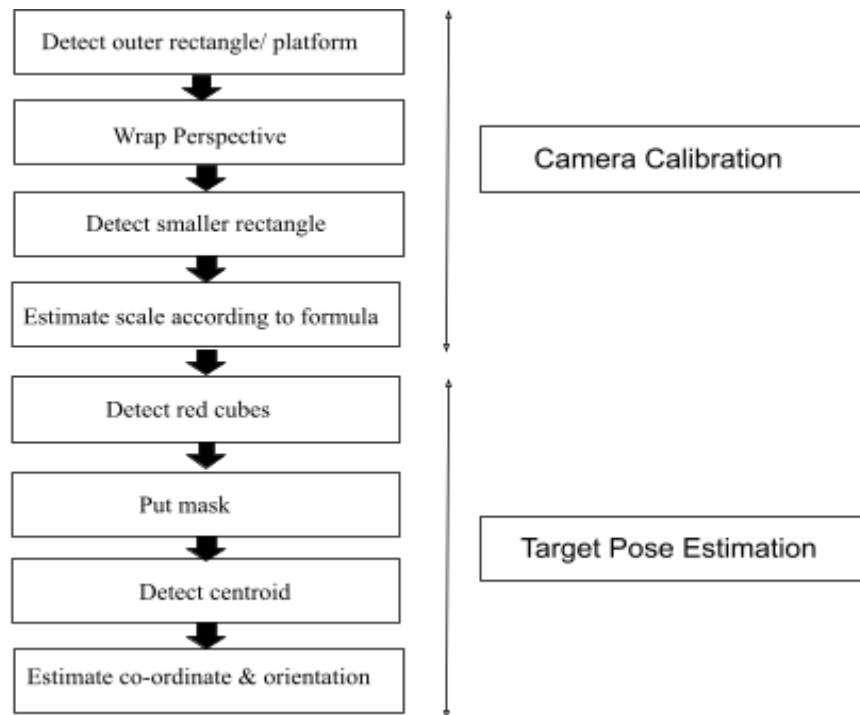 Detect outer rectangle/ platform
Wrap Perspective
Camera Calibration
Detect smaller rectangle
Estimate scale according to formula
Detect red cubes
Put mask
Target Pose Estimation
Detect centroid
Estimate co-ordinate & orientation